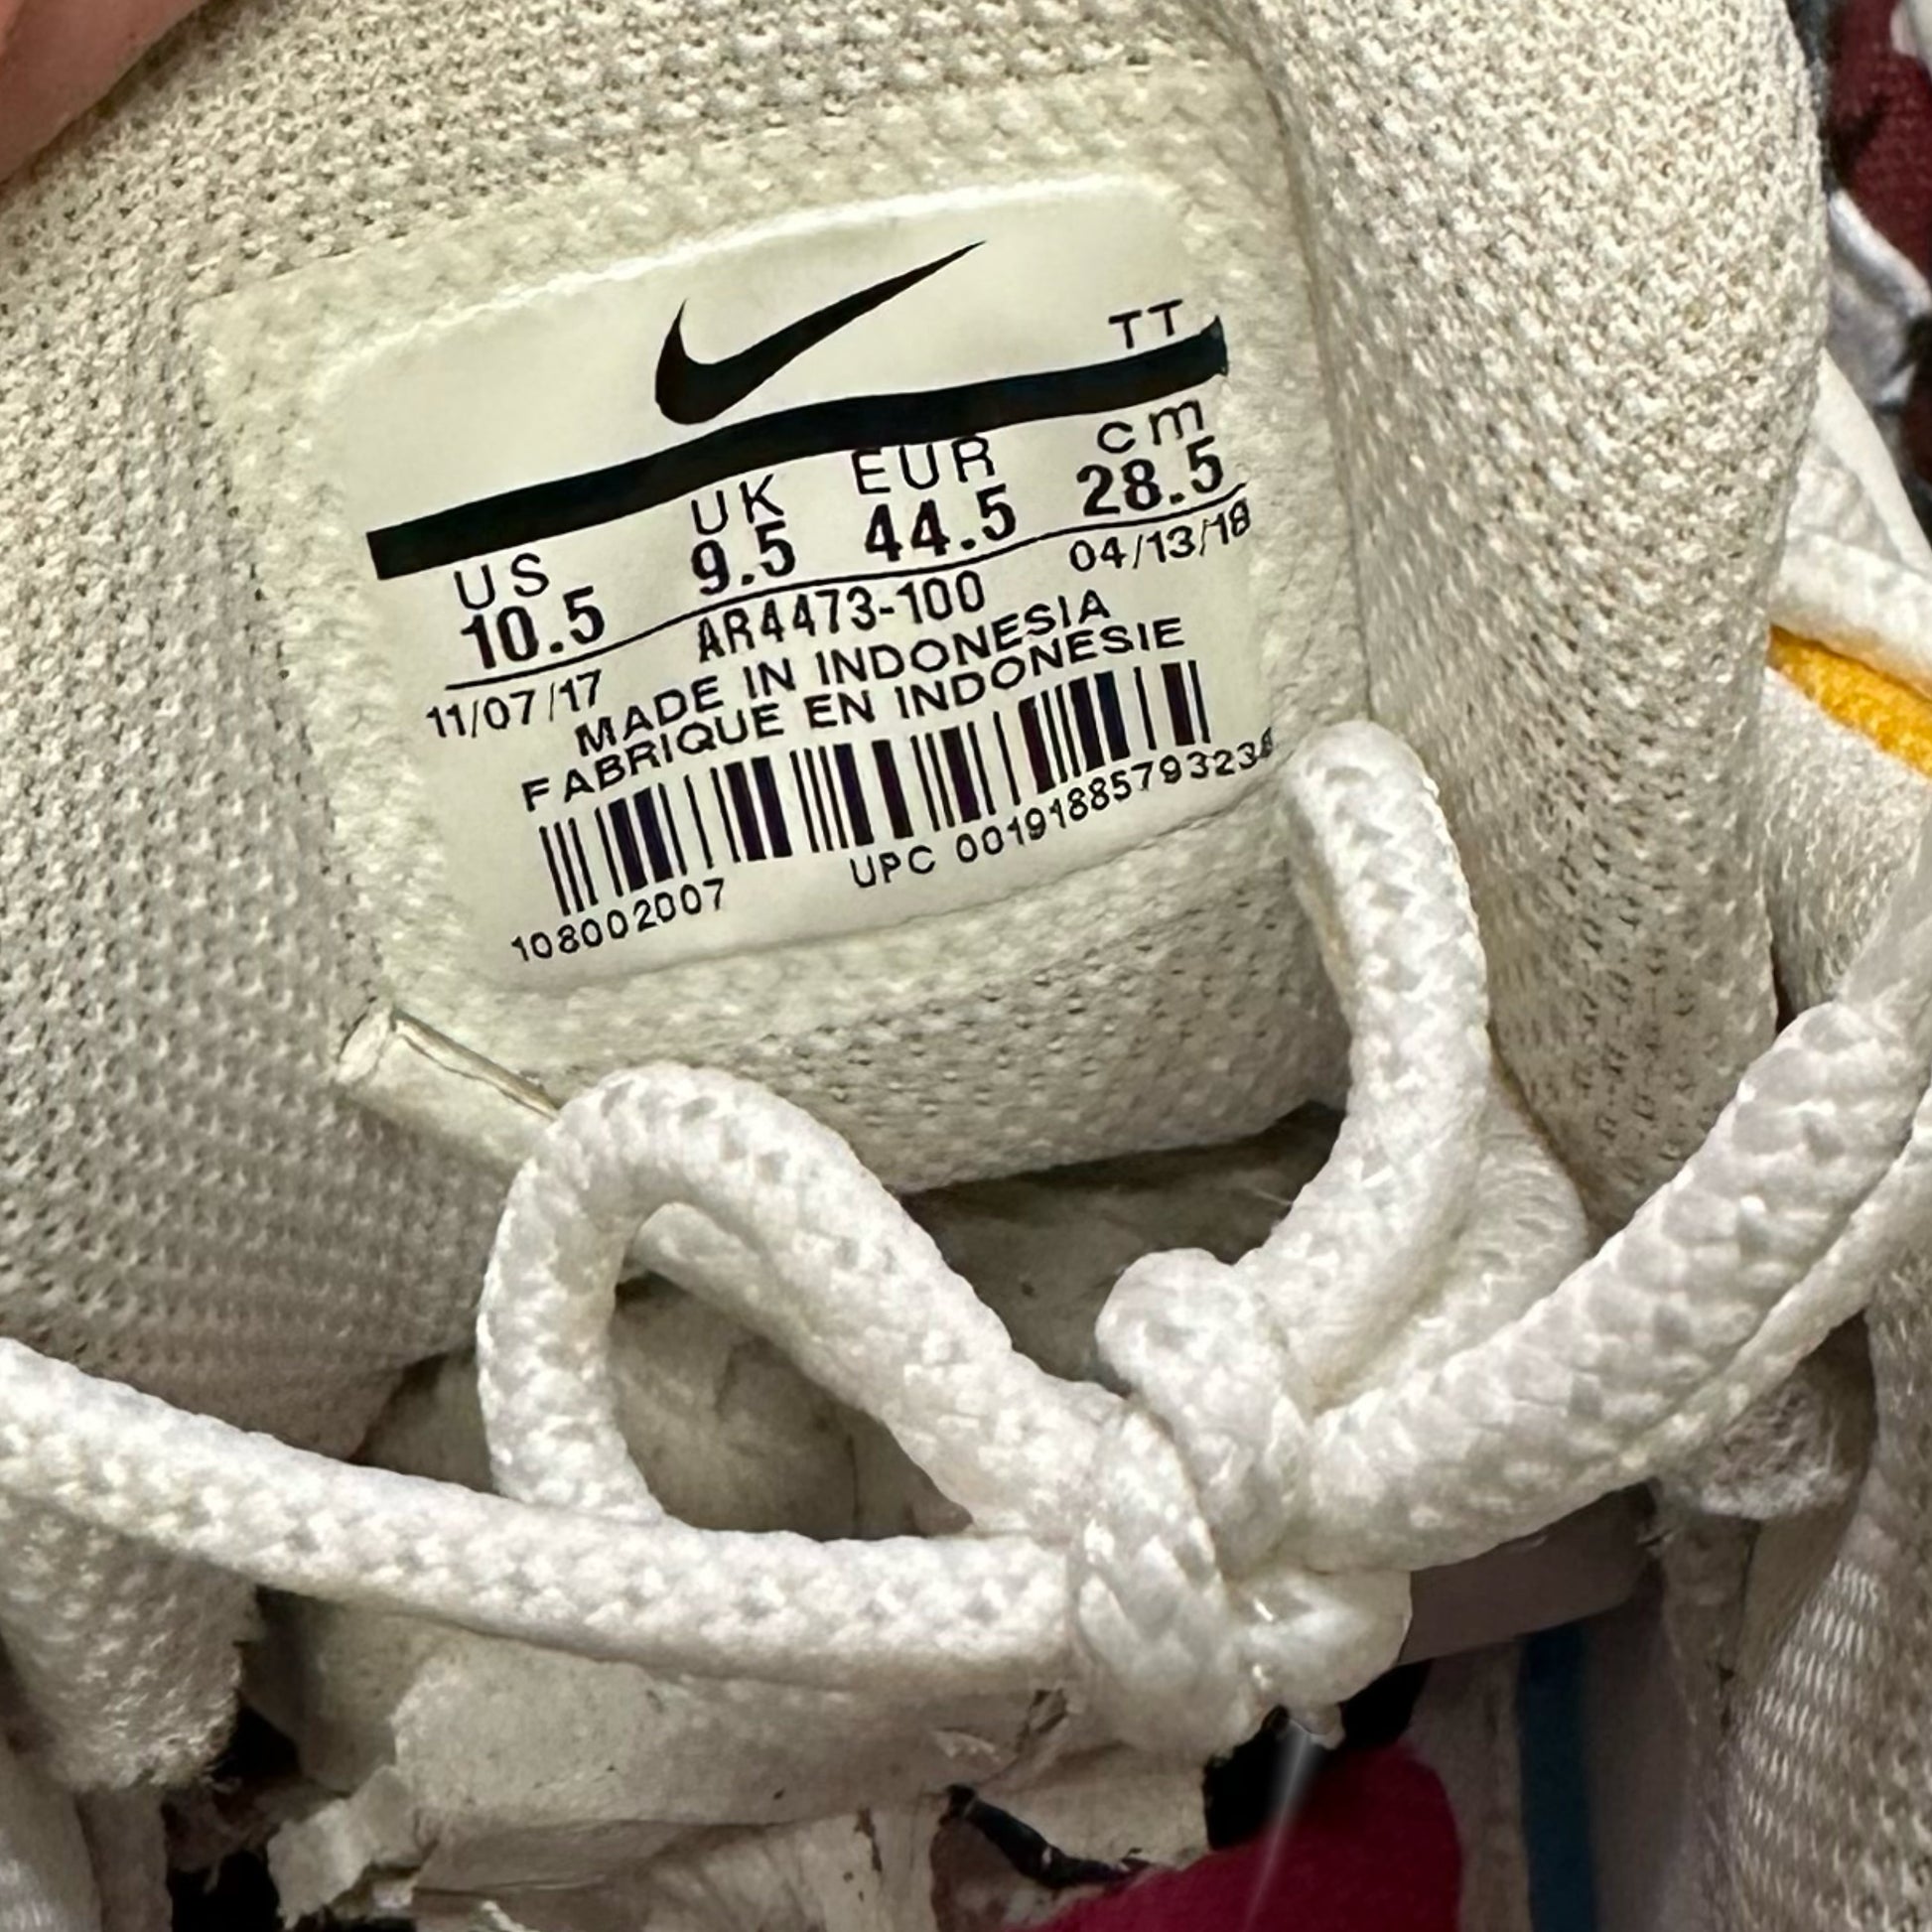 TT
US UK EUR cm
10.5 9.5 44.5 28.5
11/07/17 AR4473-100 04/13/18
MADE IN INDONESIA
FABRIQUE EN INDONESIE
108002007
UPC